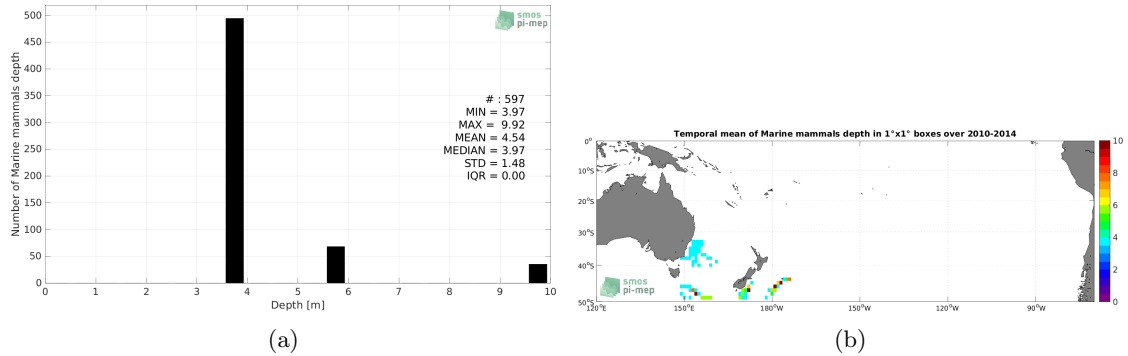 520
500
450
400
350
300
250
200
150
100
50
0
Number of Marine mammals depth
smos
pi-mep
# : 597
MIN = 3.97
MAX = 9.92
MEAN = 4.54
MEDIAN = 3.97
STD = 1.48
IQR = 0.00
0 1 2 3 4 5 6 7 8 9 10
Depth [m]
(a)
Temporal mean of Marine mammals depth in 1°x1° boxes over 2010-2014
0°
10°S
20°S
30°S
40°S
50°S
smos
pi-mep
120°E 150°E 180°W 150°W 120°W 90°W
10
8
6
4
2
0
(b)